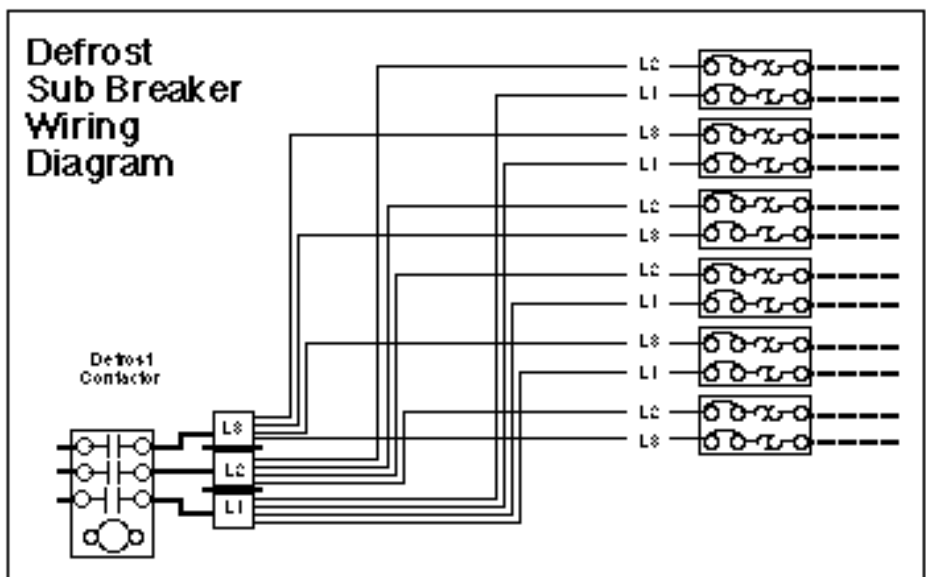 Defrost
Sub Breaker
Wiring
Diagram
L2
L1
L3
L1
L2
L3
L2
L1
L3
L1
L2
L3
Defrost
Contactor
L3
L2
L1